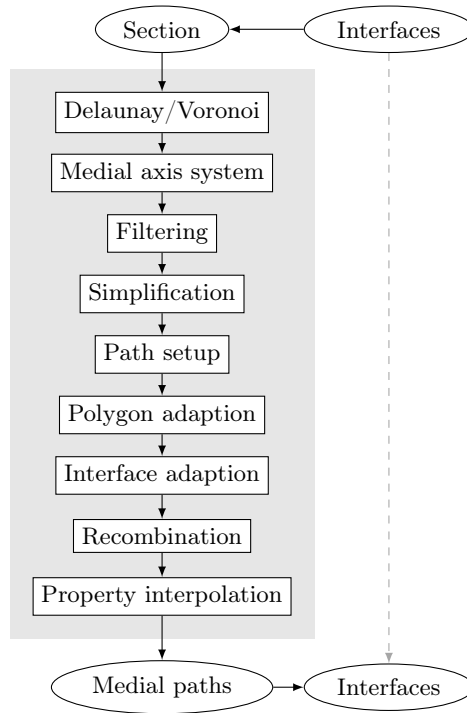 Section
Interfaces
Delaunay/Voronoi
Medial axis system
Filtering
Simplification
Path setup
Polygon adaption
Interface adaption
Recombination
Property interpolation
Medial paths
Interfaces